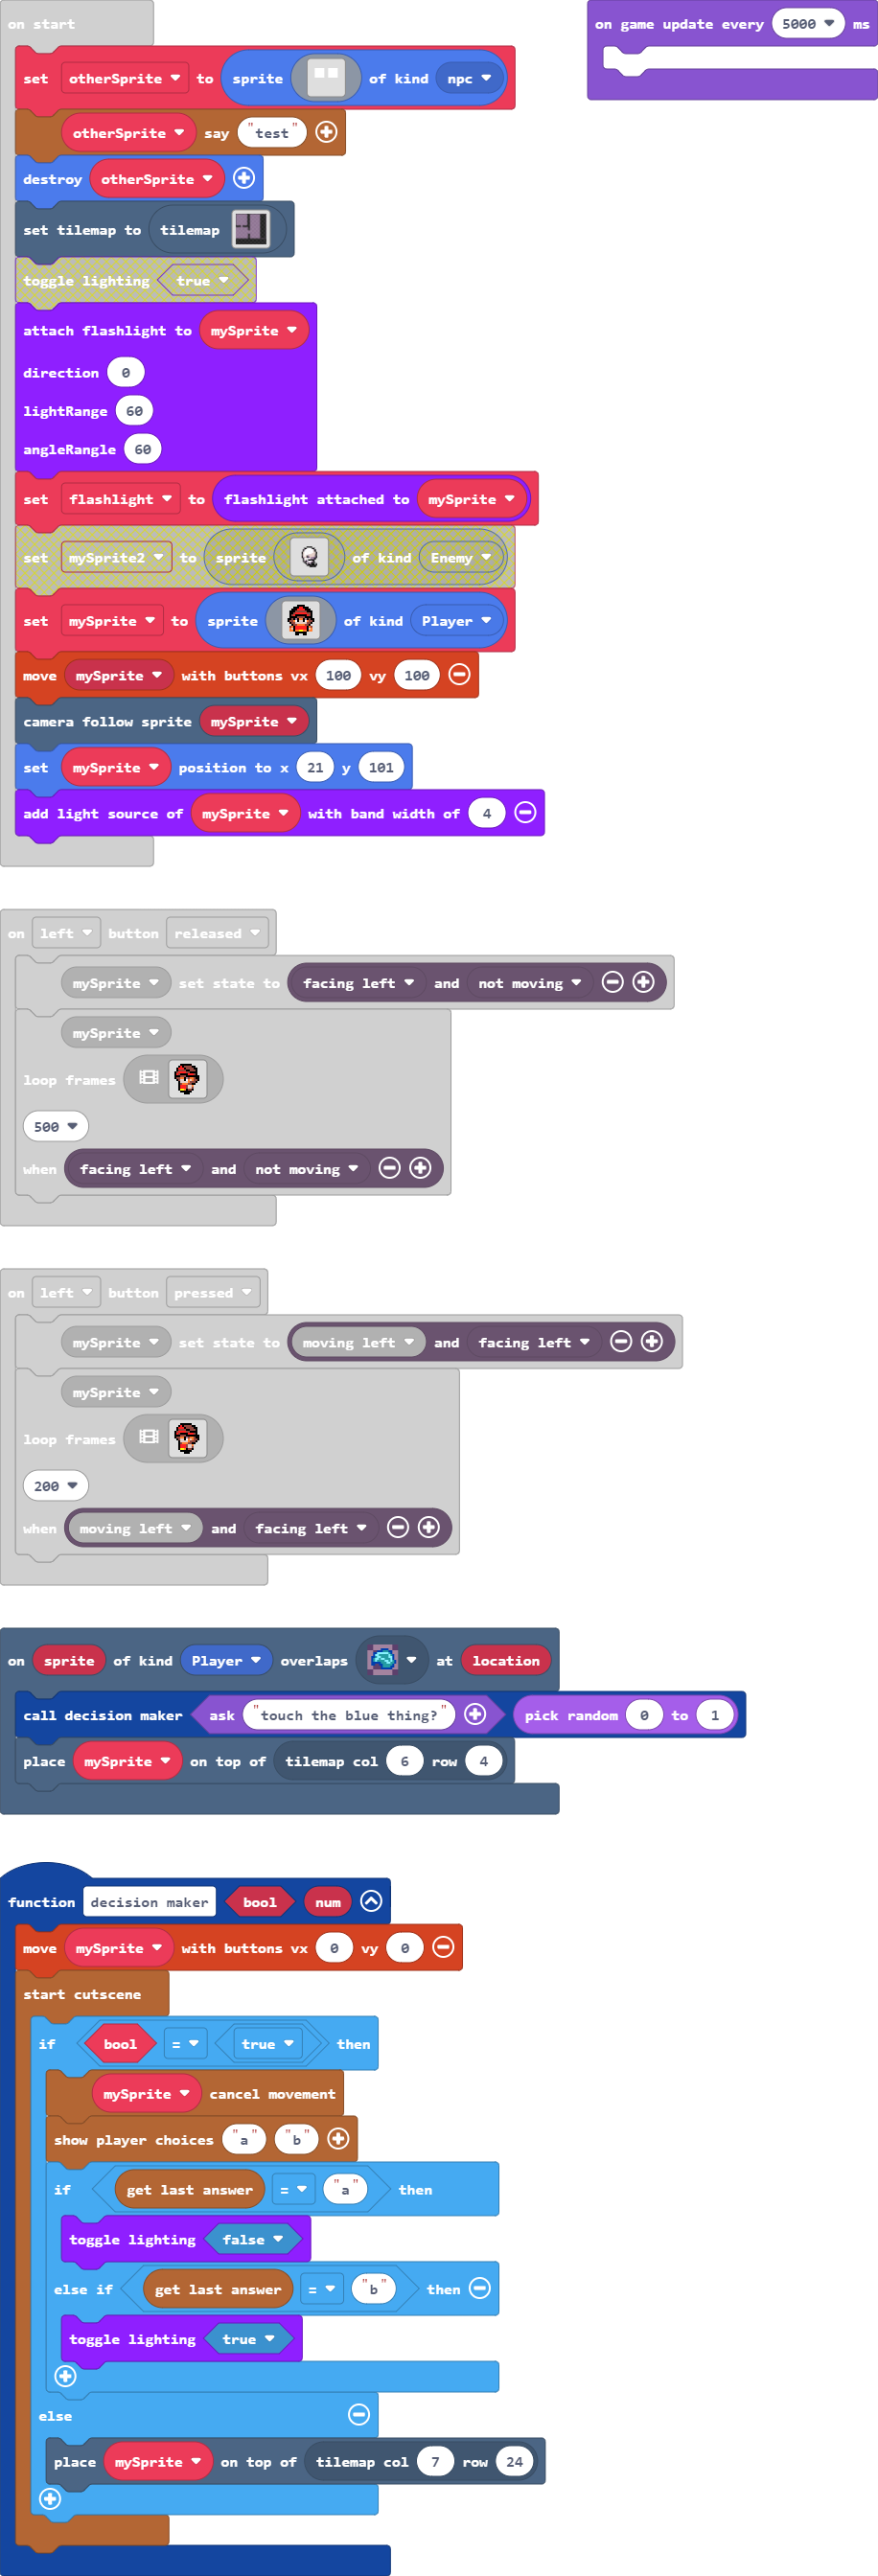 on start
set otherSprite to sprite of kind npc
otherSprite say "test"
destroy otherSprite
set tilemap to tilemap
toggle lighting true
attach flashlight to mySprite
direction 0
lightRange 60
angleRangle 60
set flashlight to flashlight attached to mySprite
set mySprite2 to sprite of kind Enemy
set mySprite to sprite of kind Player
move mySprite with buttons vx 100 vy 100
camera follow sprite mySprite
set mySprite position to x 21 y 101
add light source of mySprite with band width of 4
on game update every 5000 ms
on left button released
mySprite set state to facing left and not moving
mySprite
loop frames
500
when facing left and not moving
on left button pressed
mySprite set state to moving left and facing left
mySprite
loop frames
200
when moving left and facing left
on sprite of kind Player overlaps at location
call decision maker ask "touch the blue thing?" pick random 0 to 1
place mySprite on top of tilemap col 6 row 4
function decision maker bool num
move mySprite with buttons vx 0 vy 0
start cutscene
if bool = true then
mySprite cancel movement
show player choices "a" "b"
if get last answer = "a" then
toggle lighting false
else if get last answer = "b" then
toggle lighting true
else
place mySprite on top of tilemap col 7 row 24